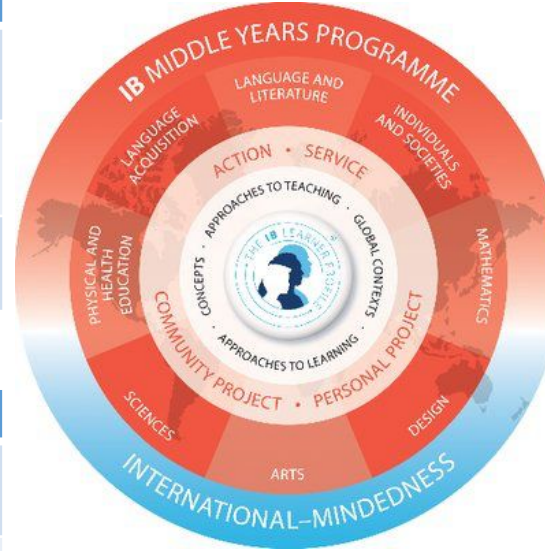 IB MIDDLE YEARS PROGRAMME
LANGUAGE AND
LITERATURE
LANGUAGE
ACQUISITION
INDIVIDUALS
AND SOCIETIES
PHYSICAL AND
HEALTH
EDUCATION
MATHEMATICS
SCIENCES
DESIGN
ARTS
ACTION • SERVICE
COMMUNITY PROJECT • PERSONAL PROJECT
APPROACHES TO TEACHING · GLOBAL CONTEXTS · APPROACHES TO LEARNING · CONCEPTS ·
THE IB LEARNER PROFILE
INTERNATIONAL–MINDEDNESS